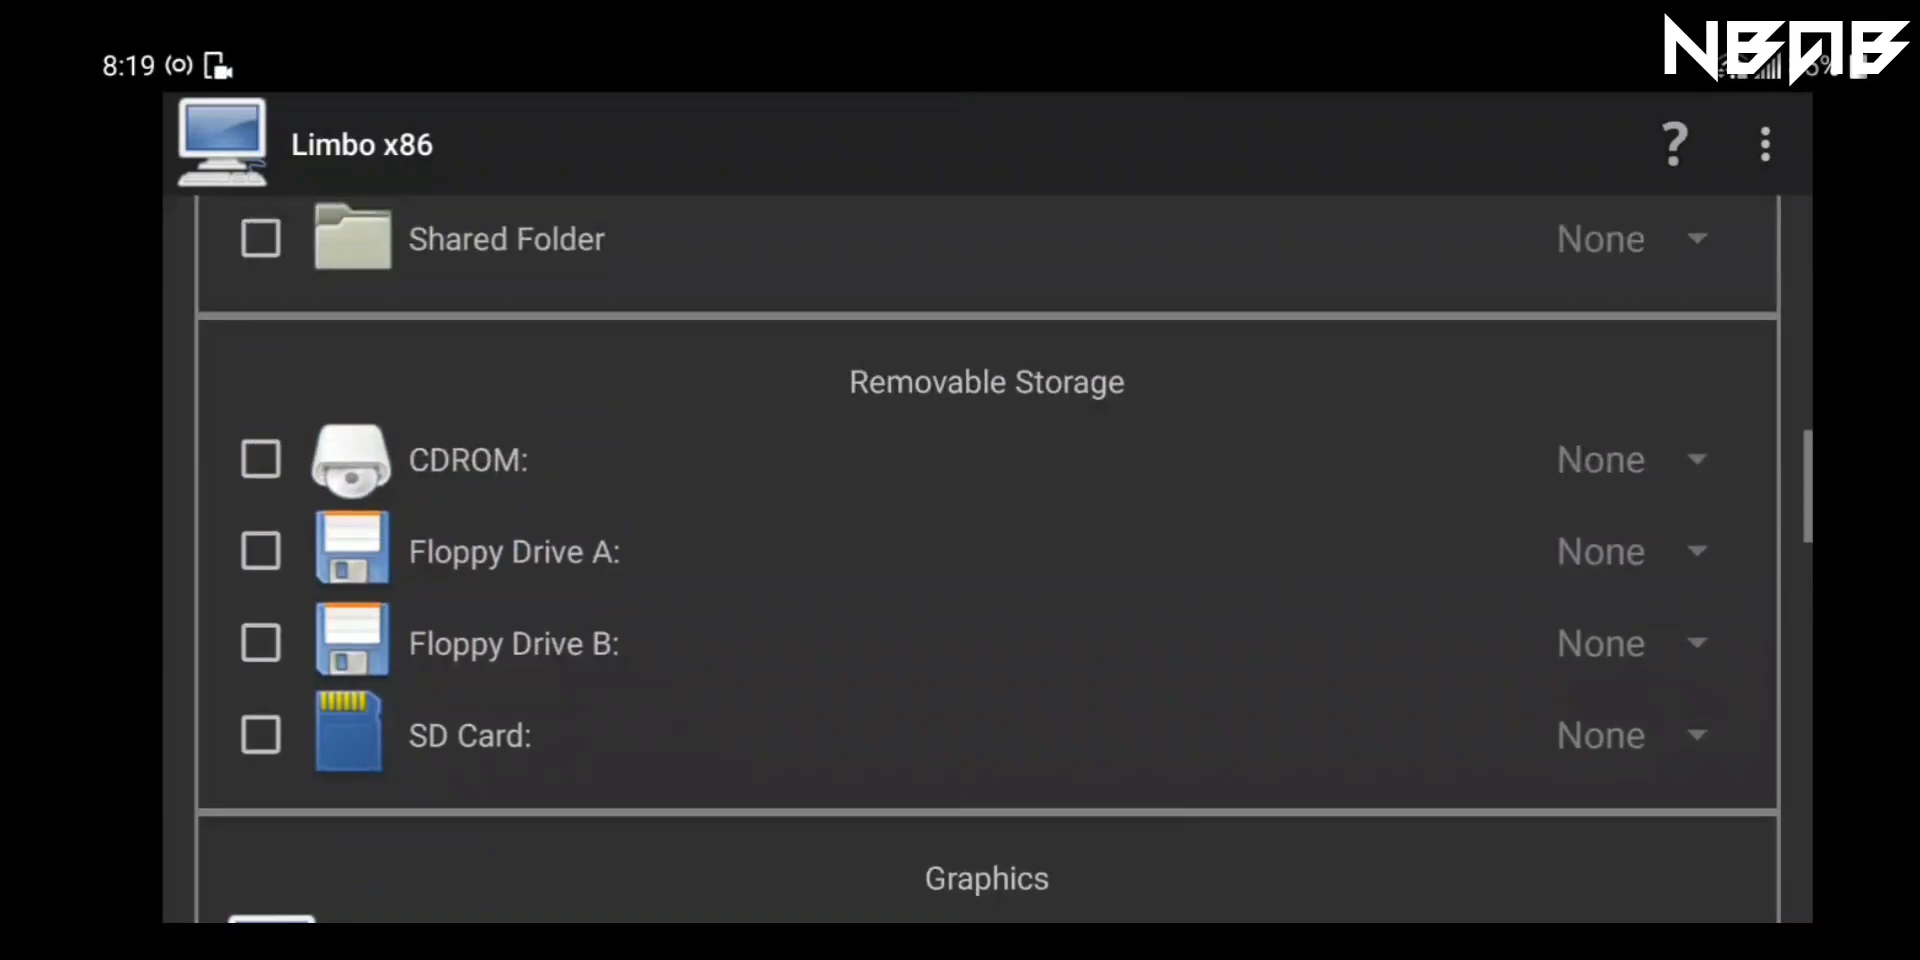 NBAB
8:19
Limbo x86 ?
Shared Folder None
Removable Storage
CDROM: None
Floppy Drive A: None
Floppy Drive B: None
SD Card: None
Graphics